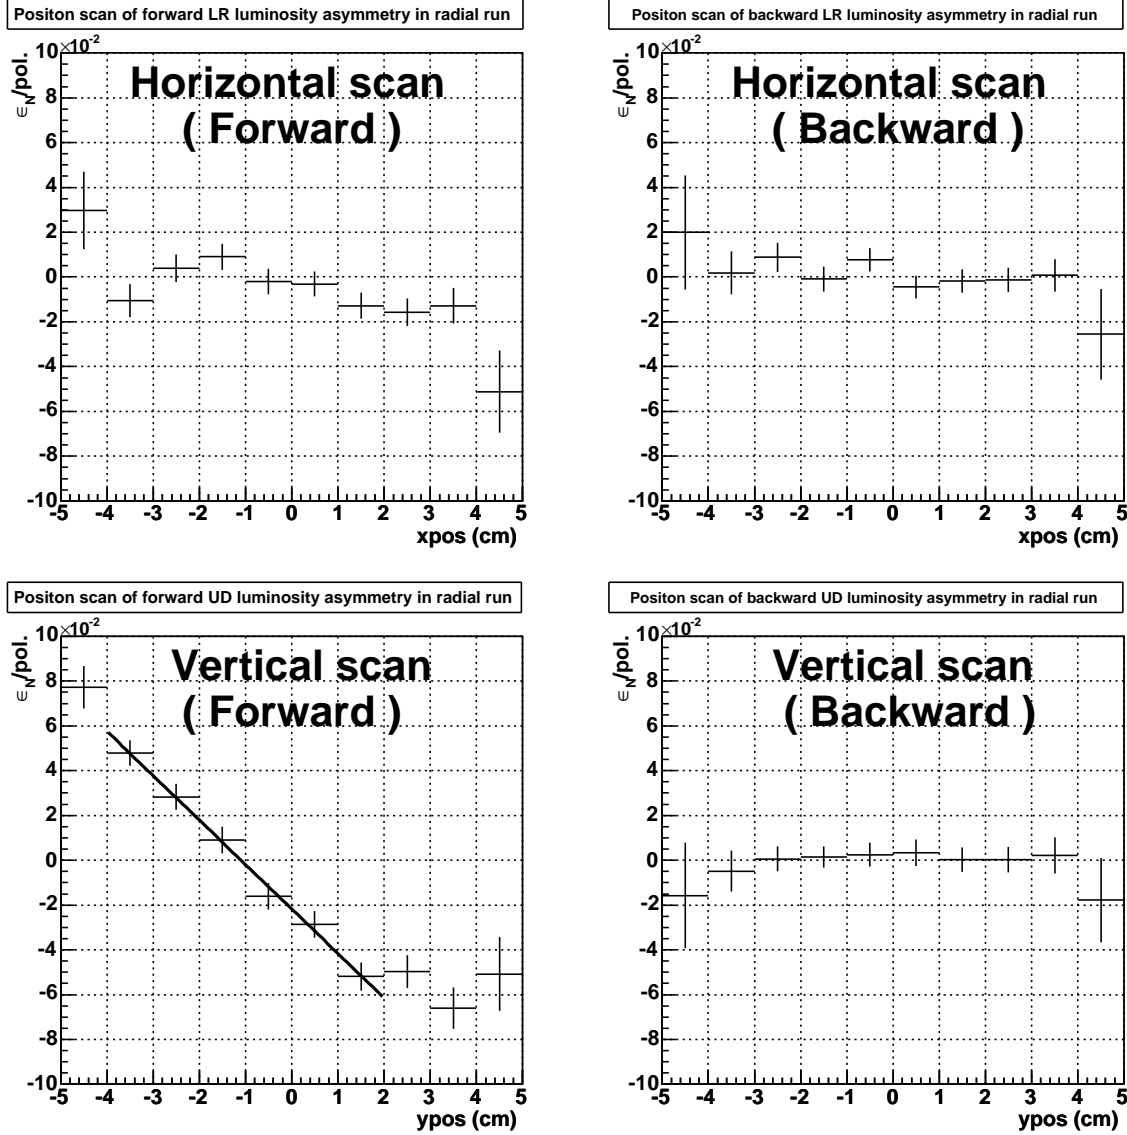 Positon scan of forward LR luminosity asymmetry in radial run
×10⁻²
ϵN/pol.
Horizontal scan
( Forward )
10
8
6
4
2
0
-2
-4
-6
-8
-10
-5 -4 -3 -2 -1 0 1 2 3 4 5
xpos (cm)
Positon scan of backward LR luminosity asymmetry in radial run
×10⁻²
ϵN/pol.
Horizontal scan
( Backward )
10
8
6
4
2
0
-2
-4
-6
-8
-10
-5 -4 -3 -2 -1 0 1 2 3 4 5
xpos (cm)
Positon scan of forward UD luminosity asymmetry in radial run
×10⁻²
ϵN/pol.
Vertical scan
( Forward )
10
8
6
4
2
0
-2
-4
-6
-8
-10
-5 -4 -3 -2 -1 0 1 2 3 4 5
ypos (cm)
Positon scan of backward UD luminosity asymmetry in radial run
×10⁻²
ϵN/pol.
Vertical scan
( Backward )
10
8
6
4
2
0
-2
-4
-6
-8
-10
-5 -4 -3 -2 -1 0 1 2 3 4 5
ypos (cm)